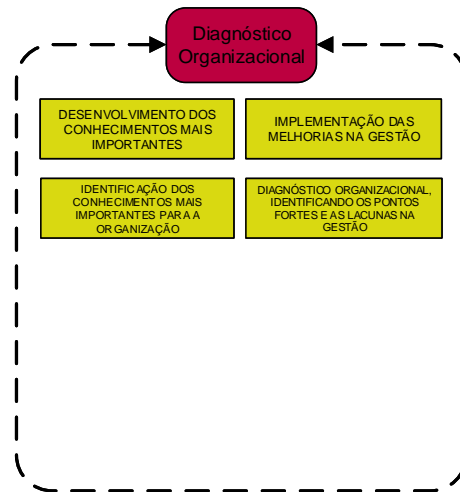 Diagnóstico
Organizacional
DESENVOLVIMENTO DOS
CONHECIMENTOS MAIS
IMPORTANTES
IMPLEMENTAÇÃO DAS
MELHORIAS NA GESTÃO
IDENTIFICAÇÃO DOS
CONHECIMENTOS MAIS
IMPORTANTES PARA A
ORGANIZAÇÃO
DIAGNÓSTICO ORGANIZACIONAL,
IDENTIFICANDO OS PONTOS
FORTES E AS LACUNAS NA
GESTÃO